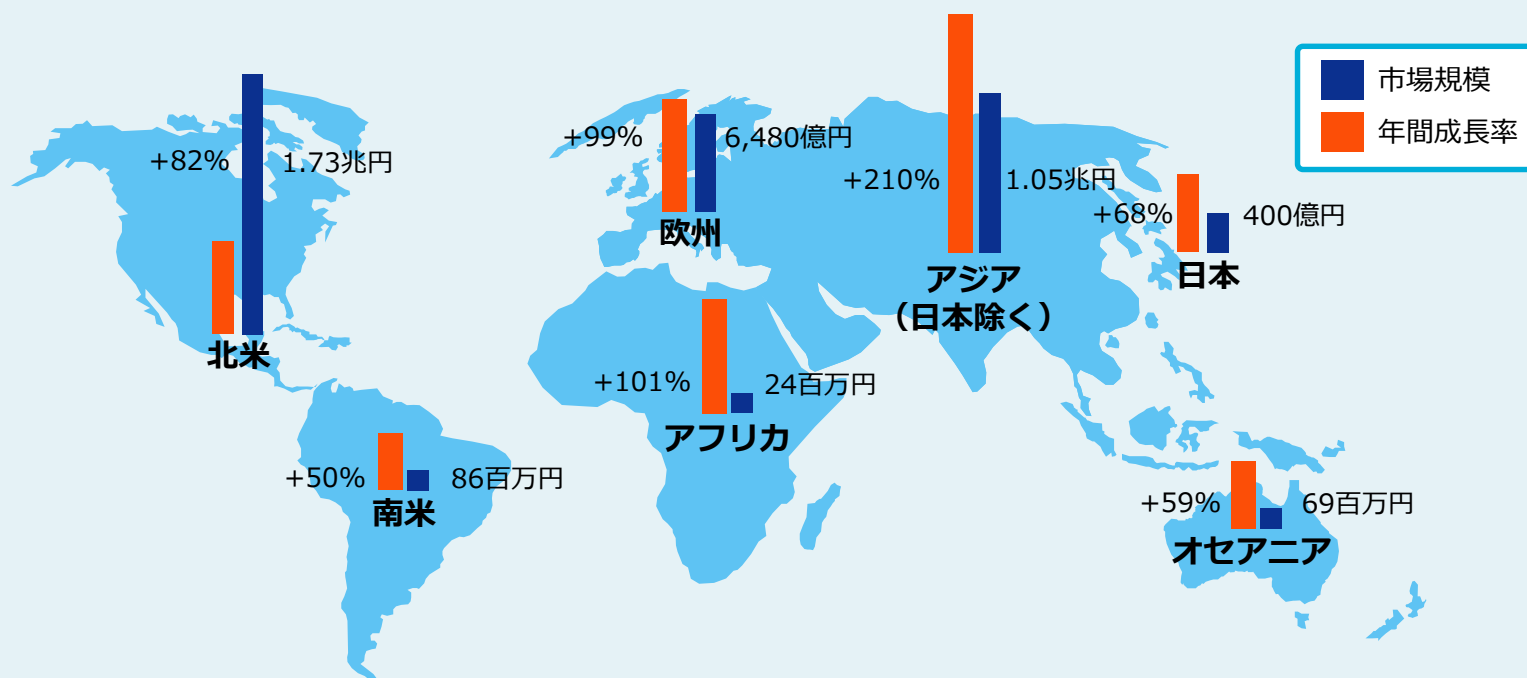 市場規模
年間成長率
+82%
1.73兆円
北米
+99%
6,480億円
欧州
+210%
1.05兆円
アジア
（日本除く）
+68%
400億円
日本
+101%
24百万円
アフリカ
+50%
86百万円
南米
+59%
69百万円
オセアニア